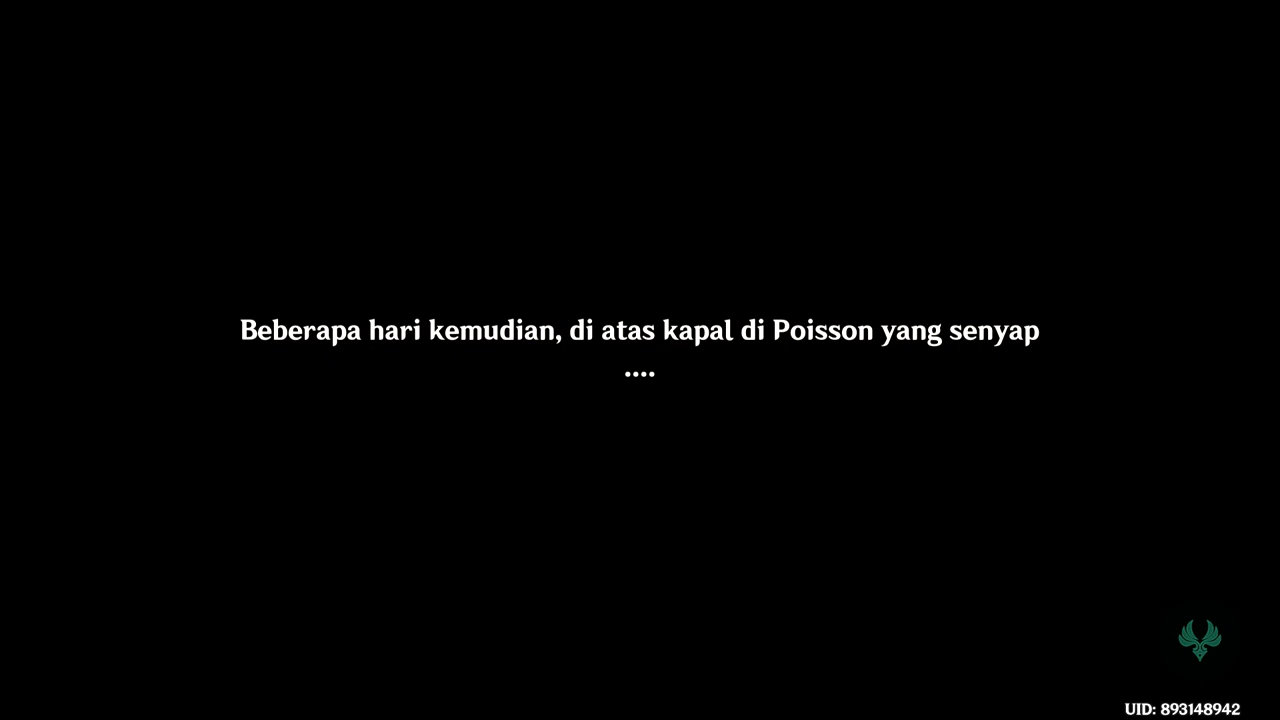 Beberapa hari kemudian, di atas kapal di Poisson yang senyap
....
UID: 893148942